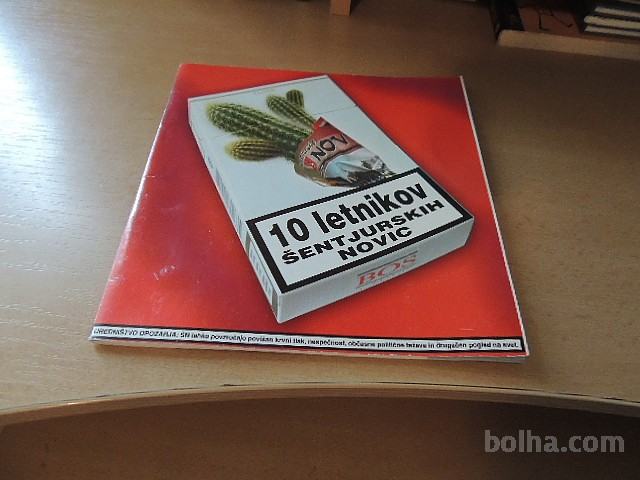 NOV
10 letnikov
ŠENTJURSKIH
NOVIC
BOS
UREDNIŠTVO OPOZARJA: SN lahko povzročajo povišan krvni tlak, nespečnost, občasne politične težave in drugačen pogled na svet.
bolha.com